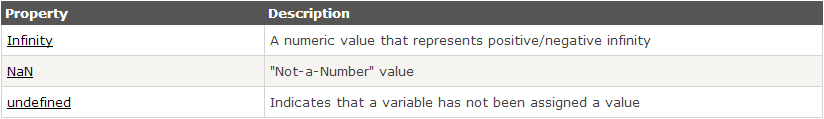 Property Description
Infinity A numeric value that represents positive/negative infinity
NaN "Not-a-Number" value
undefined Indicates that a variable has not been assigned a value